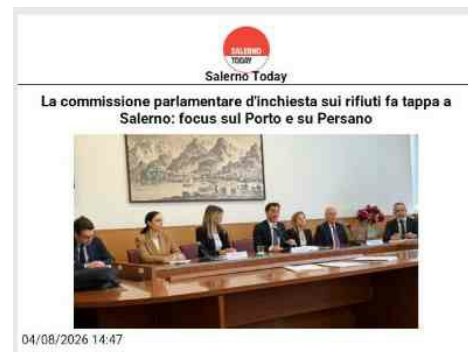 SALERNO
TODAY
Salerno Today
La commissione parlamentare d'inchiesta sui rifiuti fa tappa a
Salerno: focus sul Porto e su Persano
04/08/2026 14:47